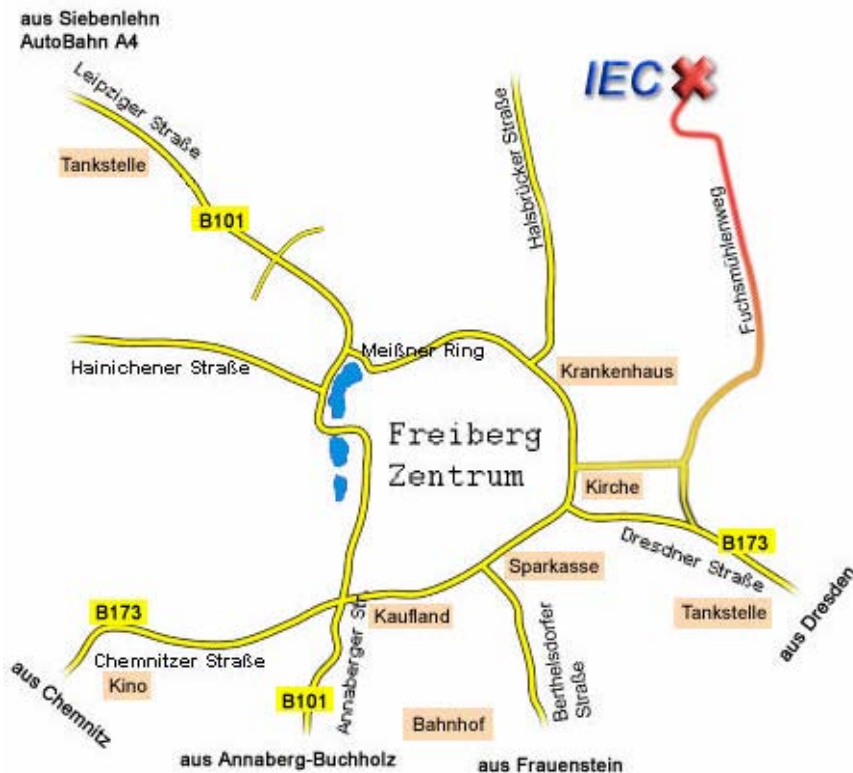 aus Siebenlehn
AutoBahn A4
Leipziger Straße
Tankstelle
B101
Halsbrücker Straße
IEC
Fuchsmühlenweg
Hainichener Straße
Meißner Ring
Krankenhaus
Freiberg
Zentrum
Kirche
Dresdner Straße
B173
Sparkasse
Tankstelle
aus Dresden
B173
Kaufland
Chemnitzer Straße
Kino
aus Chemnitz
Annaberger Str.
B101
Bahnhof
Berthelsdorfer
Straße
aus Annaberg-Buchholz
aus Frauenstein